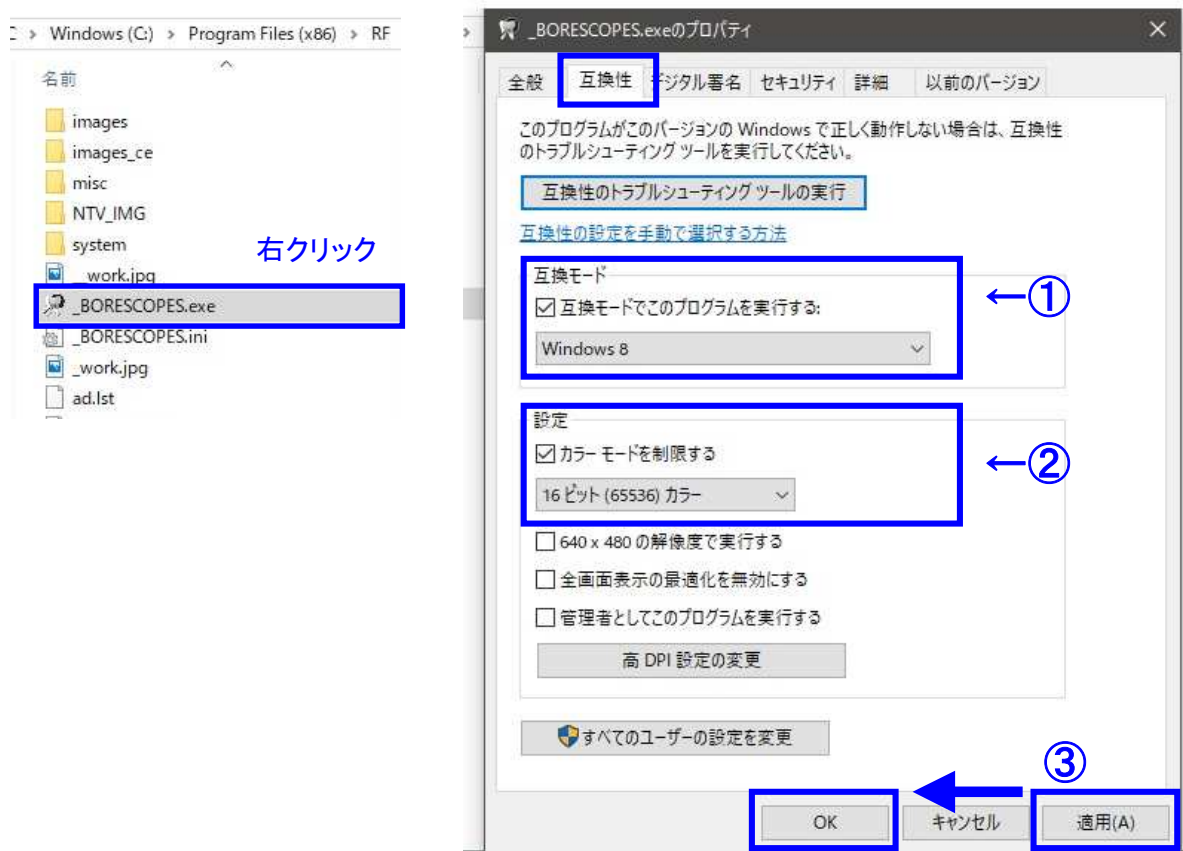 Windows (C:) > Program Files (x86) > RF
名前
images
images_ce
misc
NTV_IMG
system
右クリック
__work.jpg
_BORESCOPES.exe
_BORESCOPES.ini
_work.jpg
ad.lst
_BORESCOPES.exeのプロパティ
全般 互換性 デジタル署名 セキュリティ 詳細 以前のバージョン
このプログラムがこのバージョンの Windows で正しく動作しない場合は、互換性
のトラブルシューティング ツールを実行してください。
互換性のトラブルシューティング ツールの実行
互換性の設定を手動で選択する方法
互換モード
互換モードでこのプログラムを実行する:
←①
Windows 8
設定
カラー モードを制限する
←②
16 ビット (65536) カラー
640 x 480 の解像度で実行する
全画面表示の最適化を無効にする
管理者としてこのプログラムを実行する
高 DPI 設定の変更
すべてのユーザーの設定を変更
③
OK キャンセル 適用(A)